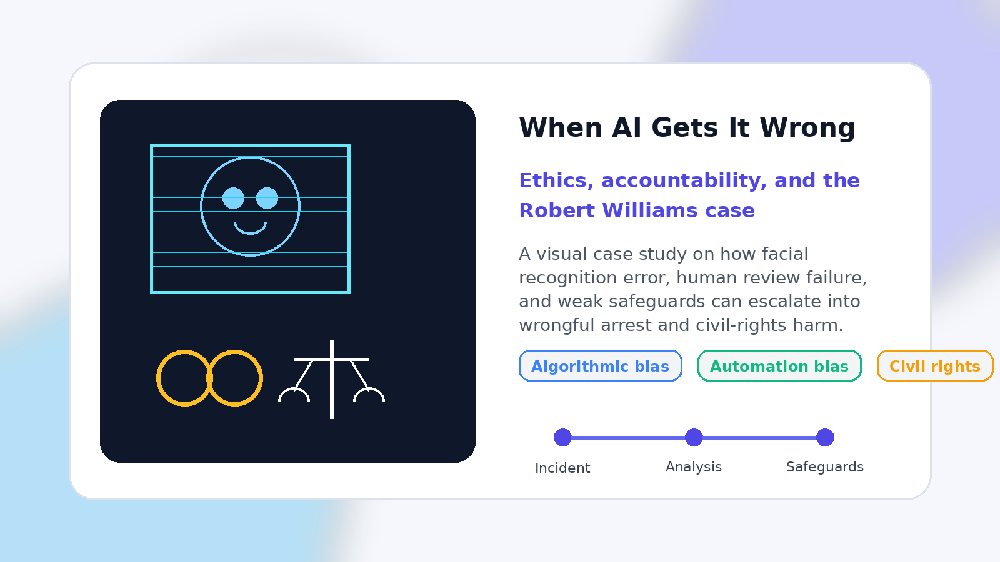 When AI Gets It Wrong
Ethics, accountability, and the
Robert Williams case
A visual case study on how facial
recognition error, human review failure,
and weak safeguards can escalate into
wrongful arrest and civil-rights harm.
Algorithmic bias
Automation bias
Civil rights
Incident
Analysis
Safeguards